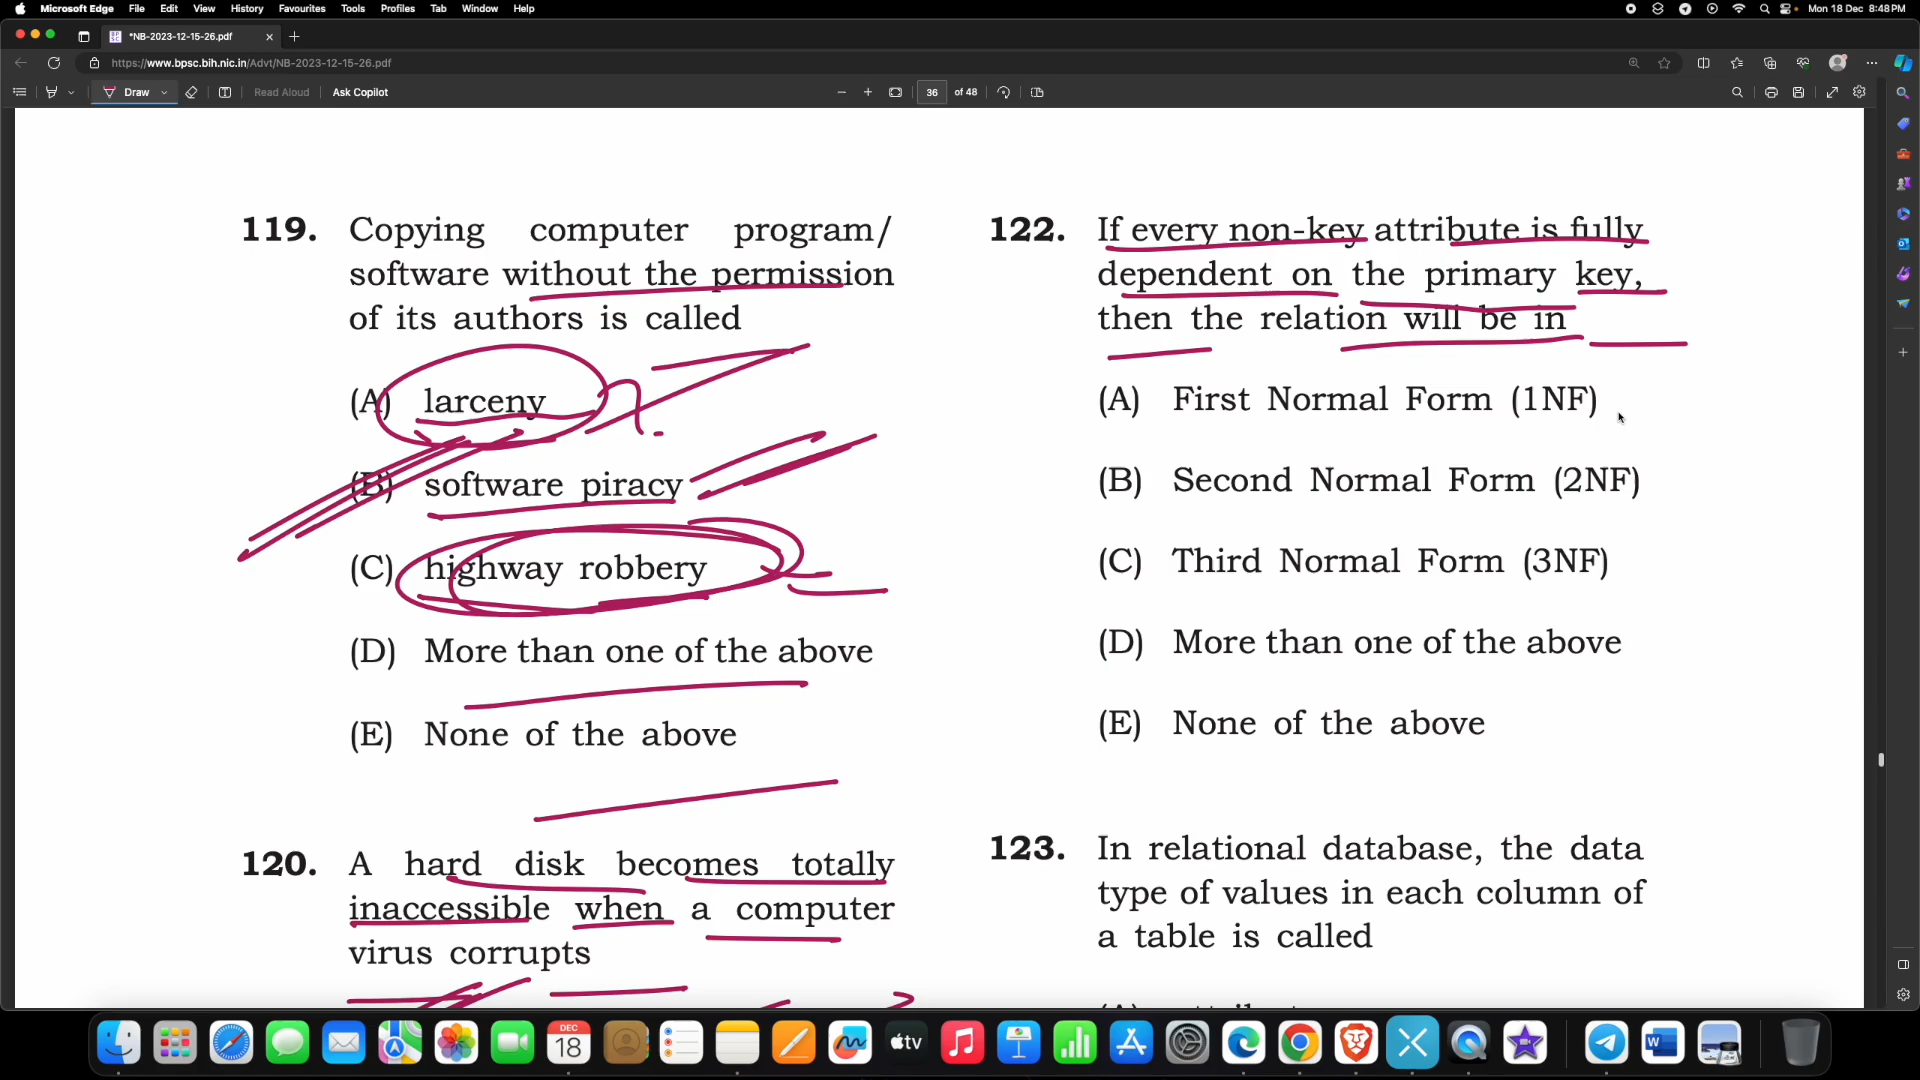 Microsoft Edge File Edit View History Favourites Tools Profiles Tab Window Help
Mon 18 Dec 8:48 PM
*NB-2023-12-15-26.pdf
https://www.bpsc.bih.nic.in/Advt/NB-2023-12-15-26.pdf
Draw Read Aloud Ask Copilot 36 of 48
119. Copying computer program/
software without the permission
of its authors is called
(A) larceny
(B) software piracy
(C) highway robbery
(D) More than one of the above
(E) None of the above
120. A hard disk becomes totally
inaccessible when a computer
virus corrupts
122. If every non-key attribute is fully
dependent on the primary key,
then the relation will be in
(A) First Normal Form (1NF)
(B) Second Normal Form (2NF)
(C) Third Normal Form (3NF)
(D) More than one of the above
(E) None of the above
123. In relational database, the data
type of values in each column of
a table is called
DEC
18
tv
W